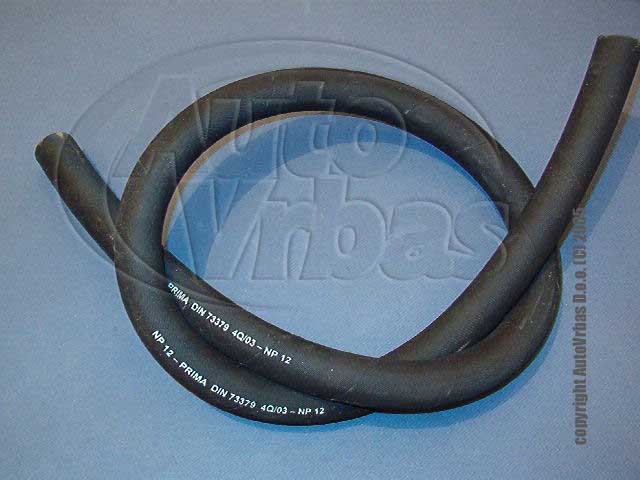 Auto
Vrbas
PRIMA DIN 73379 4Q/03 – NP 12
NP 12 – PRIMA DIN 73379 4Q/03 – NP 12
copyright AutoVrbas D.o.o. (C) 2005